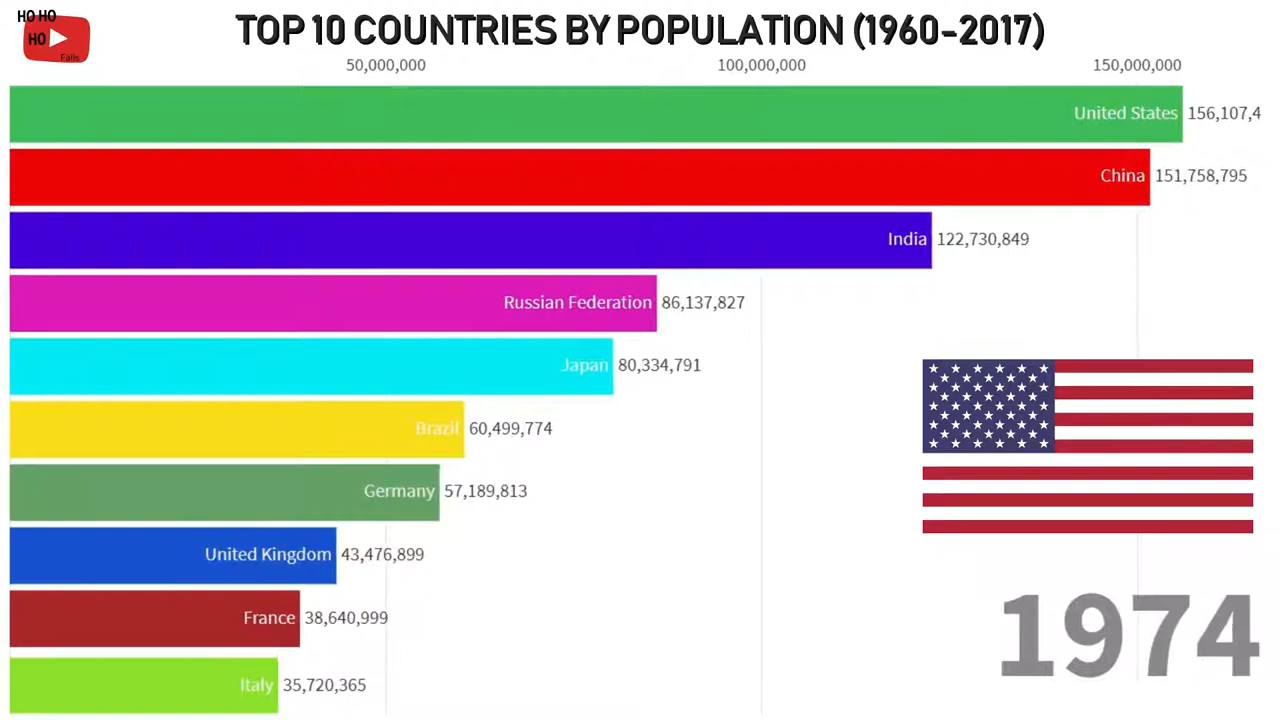 HO HO
HO
Falls
TOP 10 COUNTRIES BY POPULATION (1960-2017)
50,000,000 100,000,000 150,000,000
United States 156,107,4
China 151,758,795
India 122,730,849
Russian Federation 86,137,827
Japan 80,334,791
Brazil 60,499,774
Germany 57,189,813
United Kingdom 43,476,899
France 38,640,999
Italy 35,720,365
1974